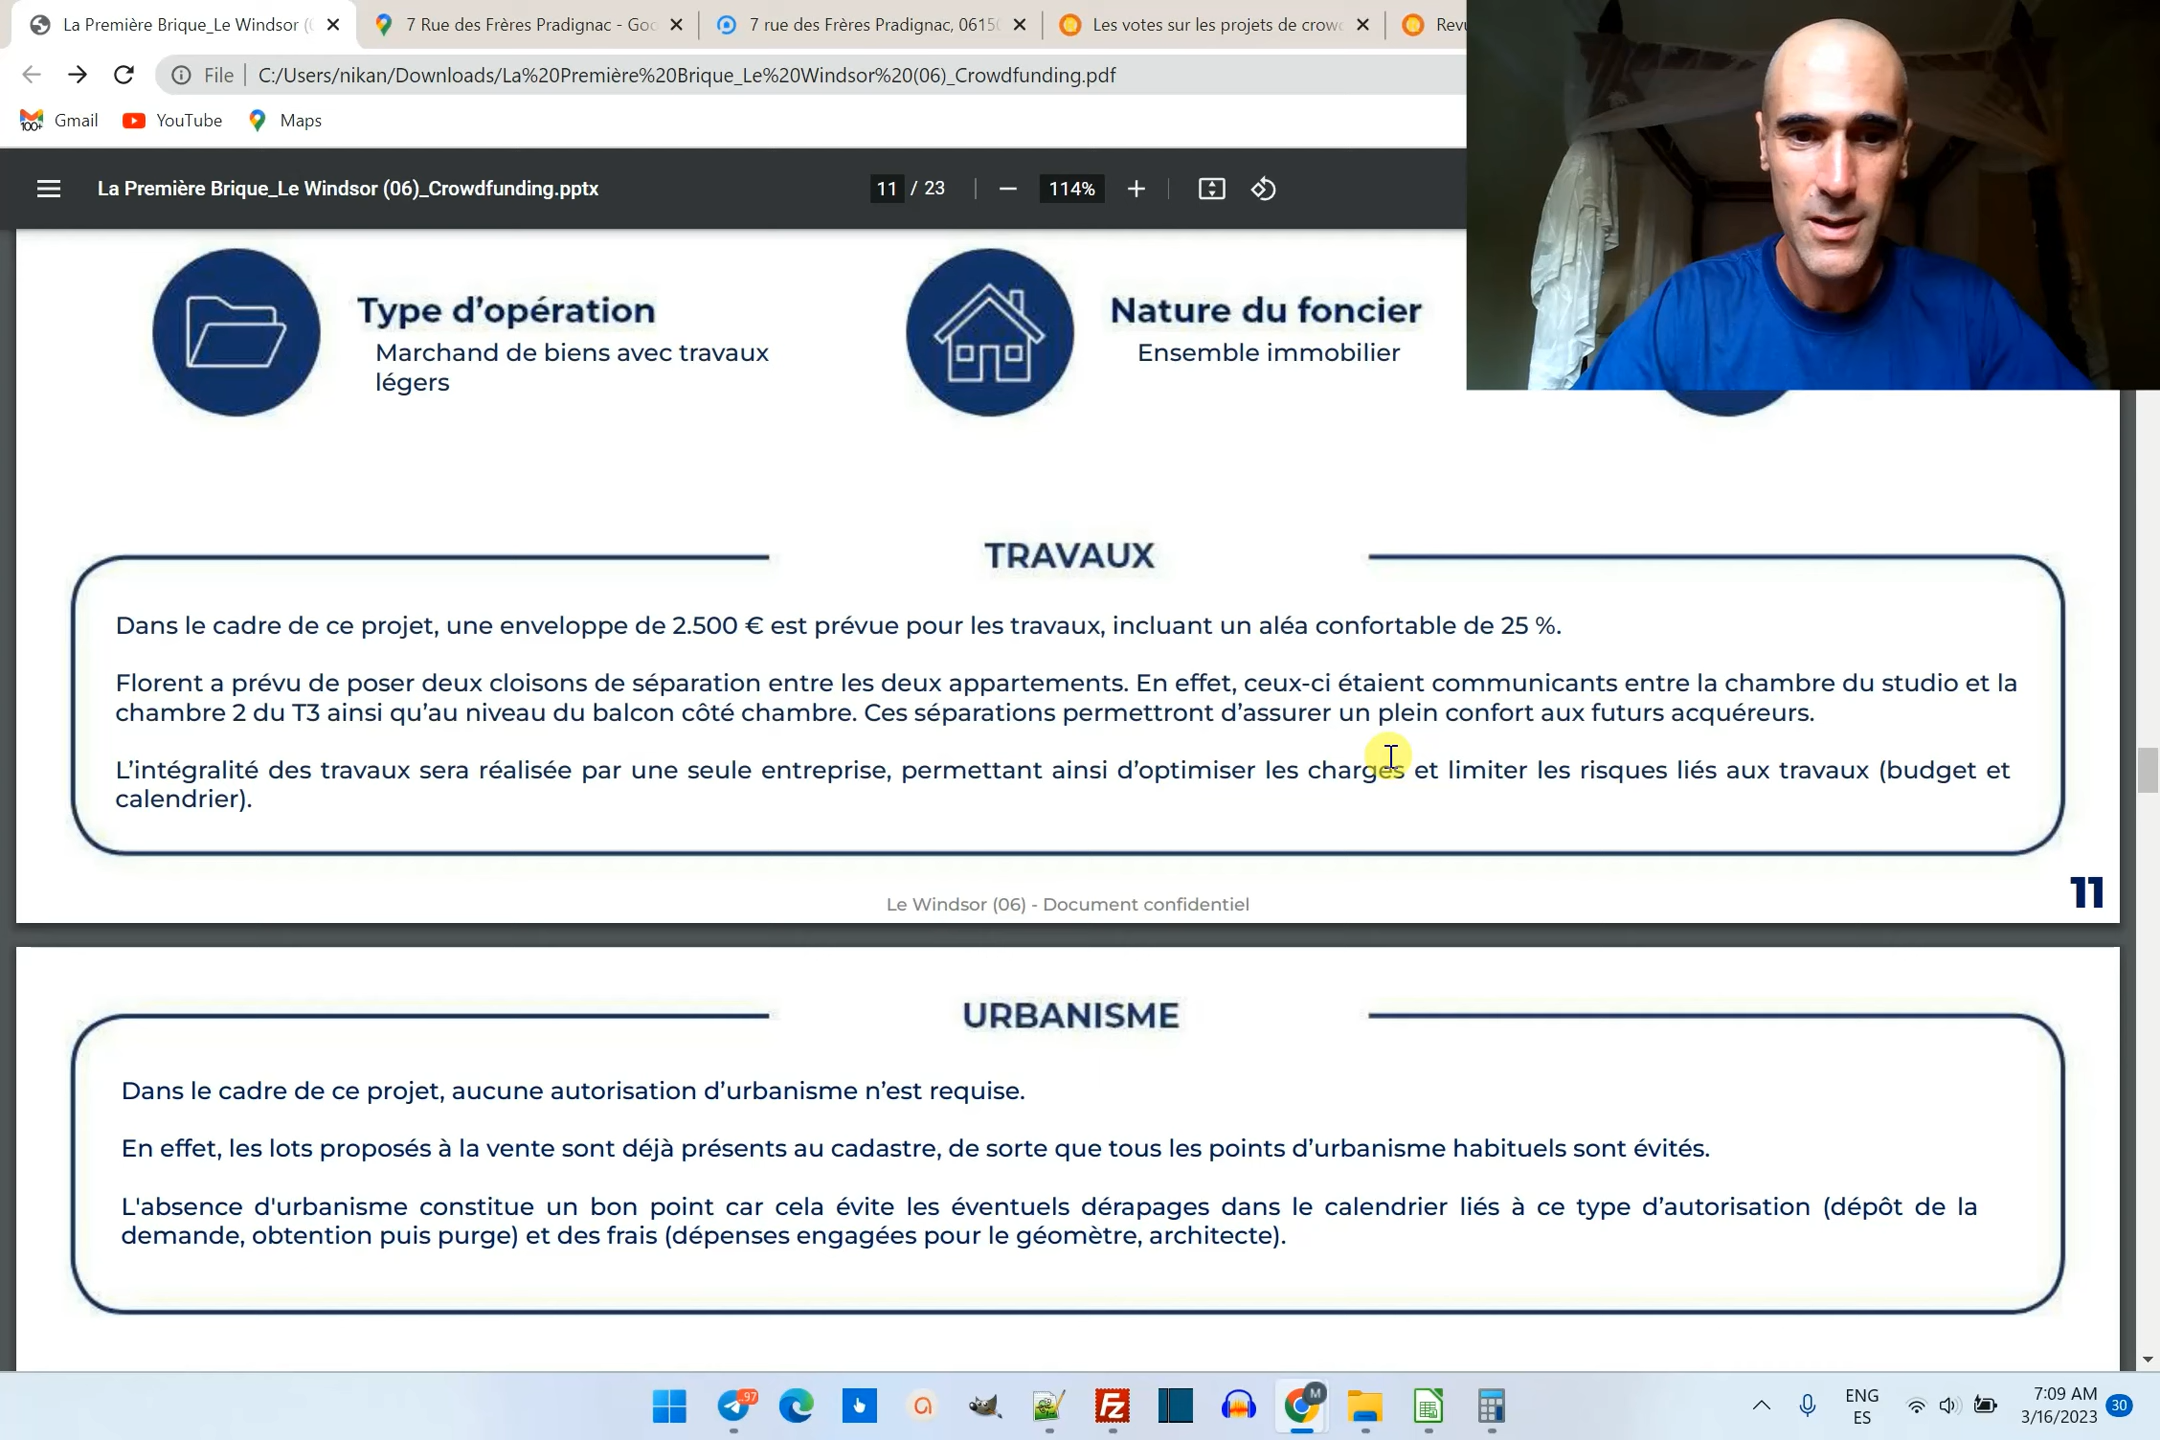 La Première Brique_Le Windsor (
7 Rue des Frères Pradignac - Goo
7 rue des Frères Pradignac, 0615
Les votes sur les projets de crow
Rev
File
C:/Users/nikan/Downloads/La%20Première%20Brique_Le%20Windsor%20(06)_Crowdfunding.pdf
100+
Gmail
YouTube
Maps
La Première Brique_Le Windsor (06)_Crowdfunding.pptx
11 / 23
114%
Type d’opération
Marchand de biens avec travaux
légers
Nature du foncier
Ensemble immobilier
TRAVAUX
Dans le cadre de ce projet, une enveloppe de 2.500 € est prévue pour les travaux, incluant un aléa confortable de 25 %.
Florent a prévu de poser deux cloisons de séparation entre les deux appartements. En effet, ceux-ci étaient communicants entre la chambre du studio et la
chambre 2 du T3 ainsi qu’au niveau du balcon côté chambre. Ces séparations permettront d’assurer un plein confort aux futurs acquéreurs.
L’intégralité des travaux sera réalisée par une seule entreprise, permettant ainsi d’optimiser les charges et limiter les risques liés aux travaux (budget et
calendrier).
Le Windsor (06) - Document confidentiel
11
URBANISME
Dans le cadre de ce projet, aucune autorisation d’urbanisme n’est requise.
En effet, les lots proposés à la vente sont déjà présents au cadastre, de sorte que tous les points d’urbanisme habituels sont évités.
L'absence d'urbanisme constitue un bon point car cela évite les éventuels dérapages dans le calendrier liés à ce type d’autorisation (dépôt de la
demande, obtention puis purge) et des frais (dépenses engagées pour le géomètre, architecte).
97
Fz
M
ENG
ES
7:09 AM
3/16/2023
30